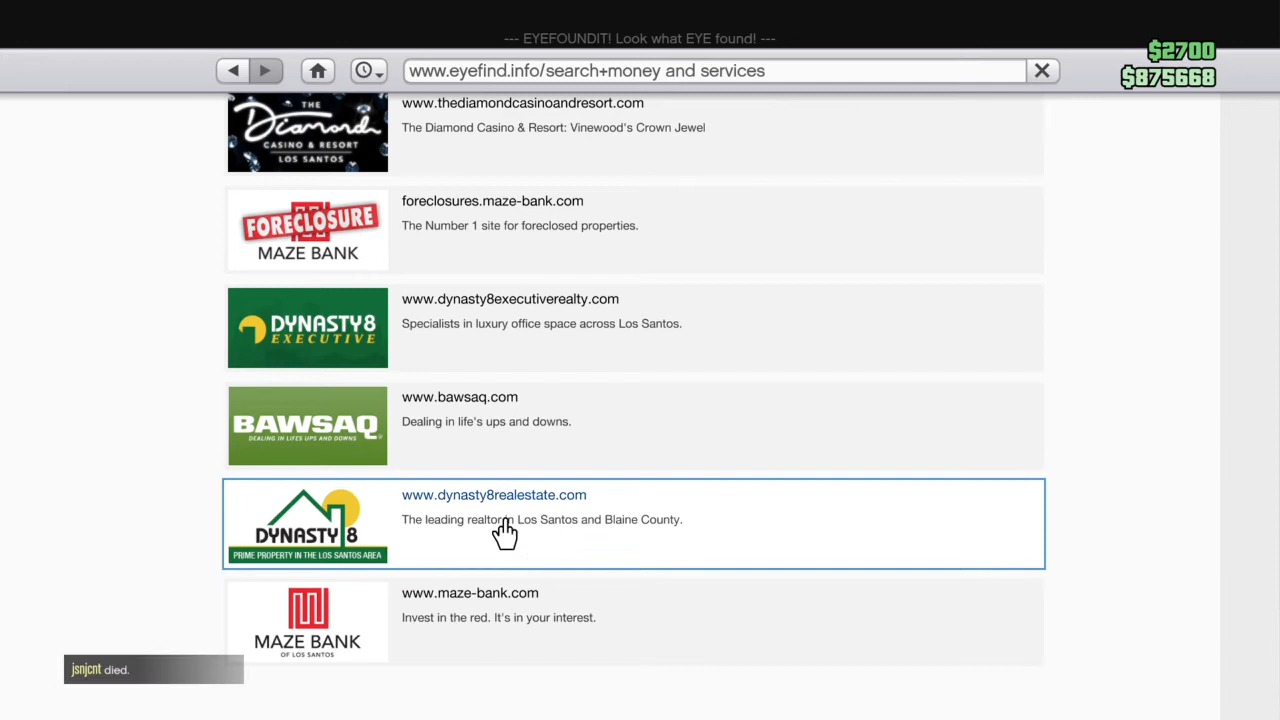 --- EYEFOUNDIT! Look what EYE found! ---
$2700
www.eyefind.info/search+money and services
$875668
www.thediamondcasinoandresort.com
The Diamond Casino & Resort: Vinewood's Crown Jewel
THE
Diamond
CASINO & RESORT
LOS SANTOS
foreclosures.maze-bank.com
The Number 1 site for foreclosed properties.
FORECLOSURE
MAZE BANK
www.dynasty8executiverealty.com
Specialists in luxury office space across Los Santos.
DYNASTY8
EXECUTIVE
www.bawsaq.com
Dealing in life's ups and downs.
BAWSAQ
DEALING IN LIFES UPS AND DOWNS
www.dynasty8realestate.com
The leading realtor in Los Santos and Blaine County.
DYNASTY 8
PRIME PROPERTY IN THE LOS SANTOS AREA
www.maze-bank.com
Invest in the red. It's in your interest.
MAZE BANK
OF LOS SANTOS
jsnjcnt died.